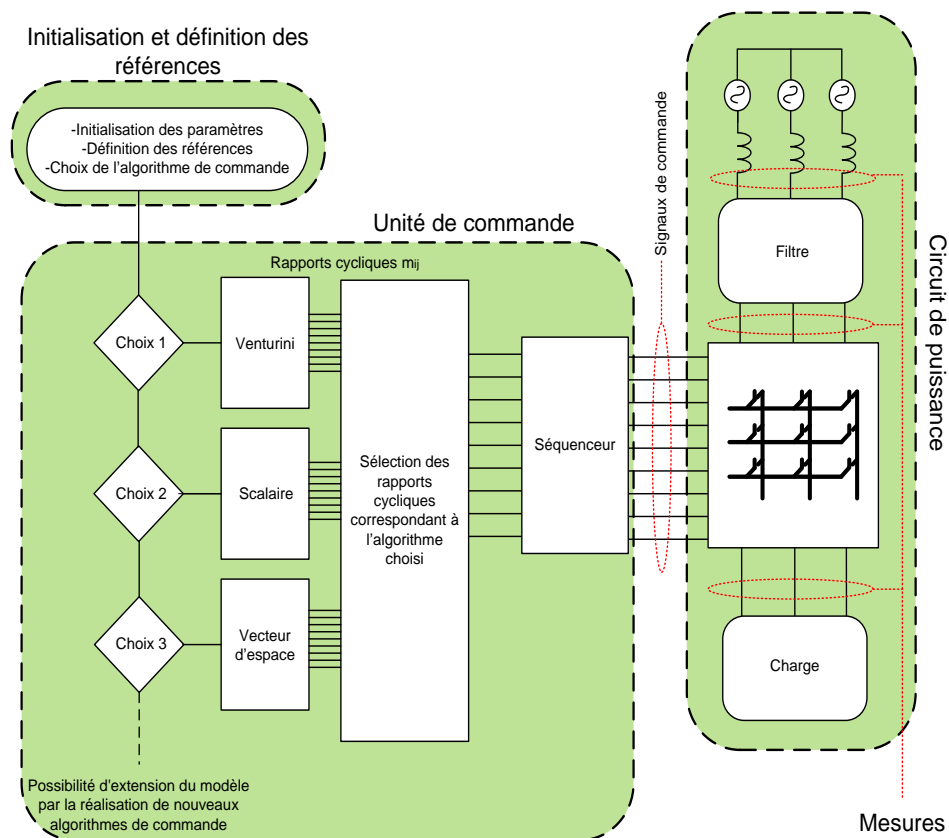 Initialisation et définition des
références
-Initialisation des paramètres
-Définition des références
-Choix de l'algorithme de commande
Unité de commande
Rapports cycliques mij
Choix 1
Venturini
Choix 2
Scalaire
Choix 3
Vecteur
d'espace
Sélection des
rapports
cycliques
correspondant à
l'algorithme
choisi
Séquenceur
Possibilité d'extension du modèle
par la réalisation de nouveaux
algorithmes de commande
Signaux de commande
Filtre
Charge
Circuit de puissance
Mesures